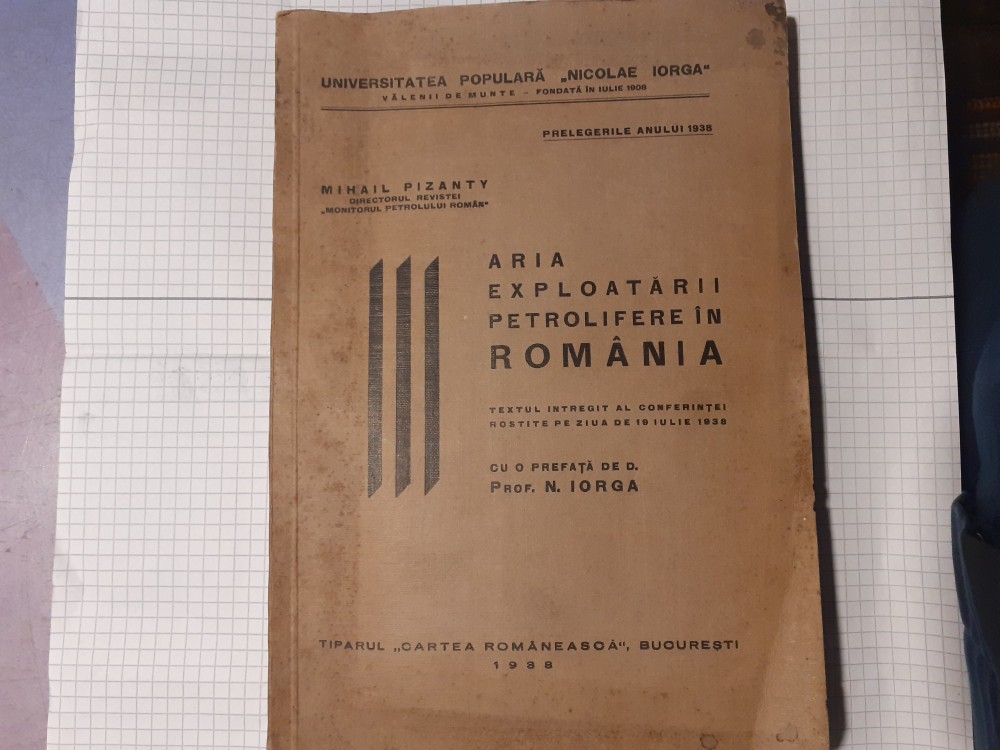 UNIVERSITATEA POPULARĂ „NICOLAE IORGA“
VĂLENII DE MUNTE – FONDATĂ ÎN IULIE 1908
PRELEGERILE ANULUI 1938
MIHAIL PIZANTY
DIRECTORUL REVISTEI
„MONITORUL PETROLULUI ROMÂN“
ARIA
EXPLOATĂRII
PETROLIFERE ÎN
ROMÂNIA
TEXTUL INTREGIT AL CONFERINȚEI
ROSTITE PE ZIUA DE 19 IULIE 1938
CU O PREFAȚĂ DE D.
PROF. N. IORGA
TIPARUL „CARTEA ROMÂNEASCĂ“, BUCUREȘTI
1938